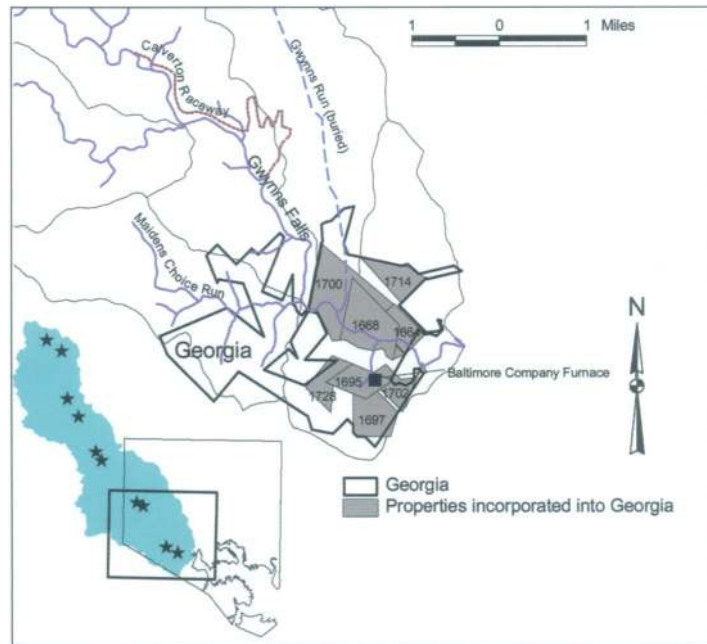 1 0 1 Miles
Calverton Raceway
Gwynns Run (buried)
Gwynns Falls
Maidens Choice Run
1700
1714
1668
1664
Georgia
N
Baltimore Company Furnace
1695
1702
1728
1697
Georgia
Properties incorporated into Georgia